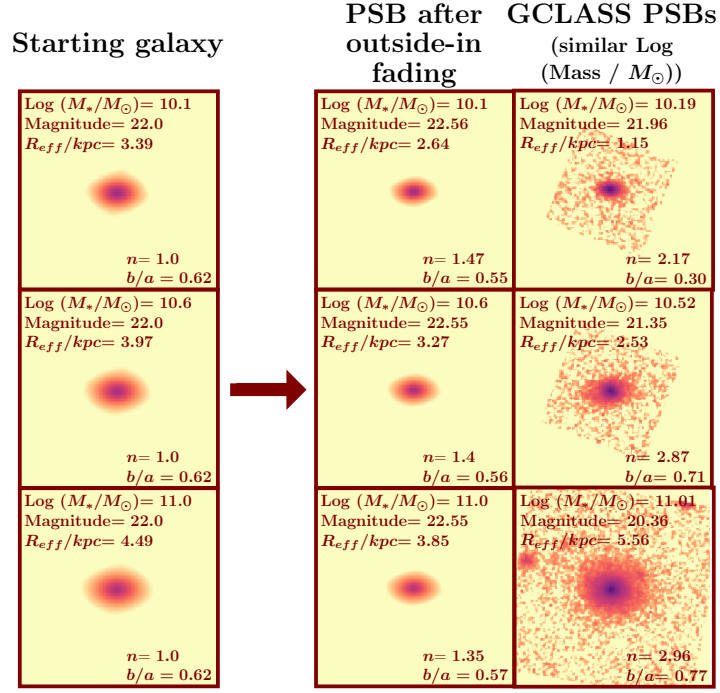 Starting galaxy
PSB after
outside-in
fading
GCLASS PSBs
(similar Log
(Mass / M⊙))
Log (M*/M⊙)= 10.1
Magnitude= 22.0
Reff/kpc= 3.39
n= 1.0
b/a = 0.62
Log (M*/M⊙)= 10.1
Magnitude= 22.56
Reff/kpc= 2.64
n= 1.47
b/a = 0.55
Log (M*/M⊙)= 10.19
Magnitude= 21.96
Reff/kpc= 1.15
n= 2.17
b/a= 0.30
Log (M*/M⊙)= 10.6
Magnitude= 22.0
Reff/kpc= 3.97
n= 1.0
b/a = 0.62
Log (M*/M⊙)= 10.6
Magnitude= 22.55
Reff/kpc= 3.27
n= 1.4
b/a = 0.56
Log (M*/M⊙)= 10.52
Magnitude= 21.35
Reff/kpc= 2.53
n= 2.87
b/a= 0.71
Log (M*/M⊙)= 11.0
Magnitude= 22.0
Reff/kpc= 4.49
n= 1.0
b/a = 0.62
Log (M*/M⊙)= 11.0
Magnitude= 22.55
Reff/kpc= 3.85
n= 1.35
b/a = 0.57
Log (M*/M⊙)= 11.01
Magnitude= 20.36
Reff/kpc= 5.56
n= 2.96
b/a= 0.77